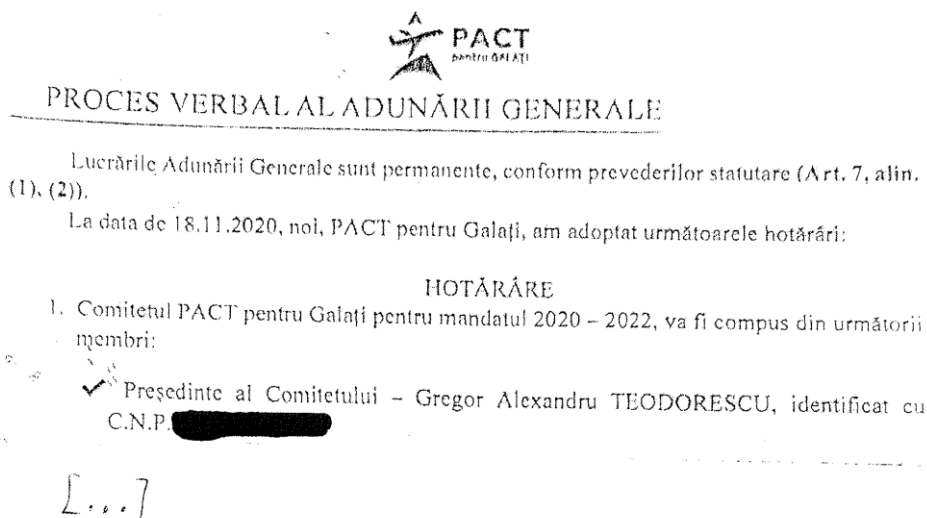 PACT
pentru GALAȚI
PROCES VERBAL AL ADUNĂRII GENERALE
Lucrările Adunării Generale sunt permanente, conform prevederilor statutare (Art. 7, alin.
(1), (2)).
La data de 18.11.2020, noi, PACT pentru Galați, am adoptat următoarele hotărâri:
HOTĂRÂRE
1. Comitetul PACT pentru Galați pentru mandatul 2020 – 2022, va fi compus din următorii
membri:
✓ Președinte al Comitetului – Gregor Alexandru TEODORESCU, identificat cu
C.N.P.
[...]